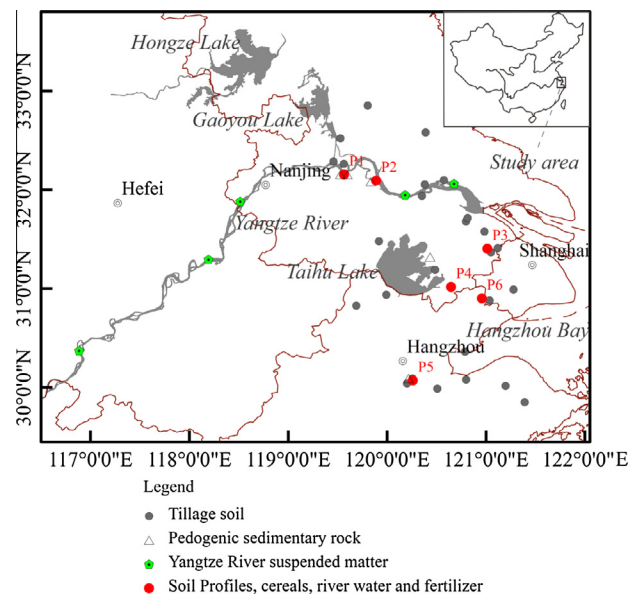 Hongze Lake
33°0'0"N
Gaoyou Lake
Study area
P1
P2
Nanjing
Hefei
32°0'0"N
Yangtze River
P3
Shanghai
Taihu Lake
P4
P6
31°0'0"N
Hangzhou Bay
Hangzhou
P5
30°0'0"N
117°0'0"E 118°0'0"E 119°0'0"E 120°0'0"E 121°0'0"E 122°0'0"E
Legend
Tillage soil
Pedogenic sedimentary rock
Yangtze River suspended matter
Soil Profiles, cereals, river water and fertilizer